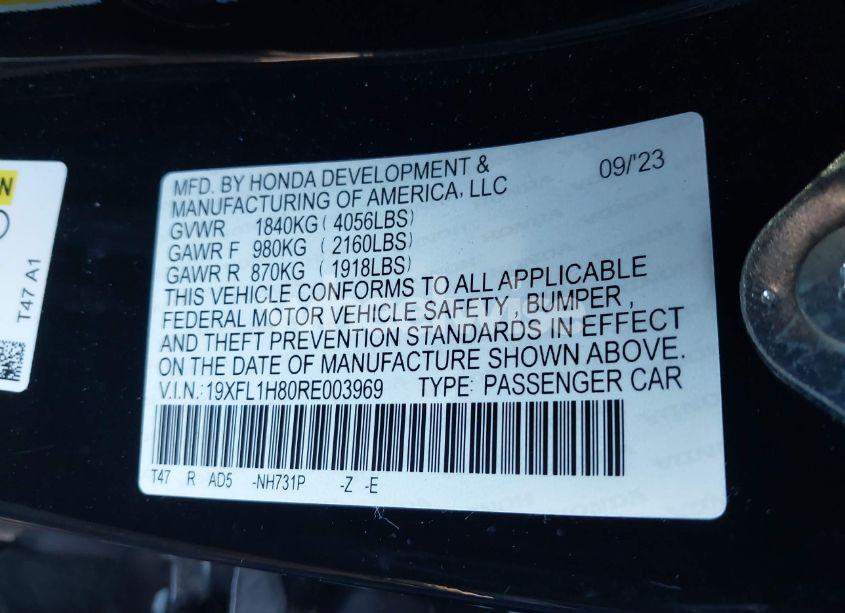 MFD. BY HONDA DEVELOPMENT & 09/'23
MANUFACTURING OF AMERICA, LLC
GVWR 1840KG ( 4056LBS)
GAWR F 980KG ( 2160LBS)
GAWR R 870KG ( 1918LBS)
THIS VEHICLE CONFORMS TO ALL APPLICABLE
FEDERAL MOTOR VEHICLE SAFETY, BUMPER,
AND THEFT PREVENTION STANDARDS IN EFFECT
ON THE DATE OF MANUFACTURE SHOWN ABOVE.
V.I.N.: 19XFL1H80RE003969 TYPE: PASSENGER CAR
T47 R AD5 -NH731P -Z -E
T47 A1